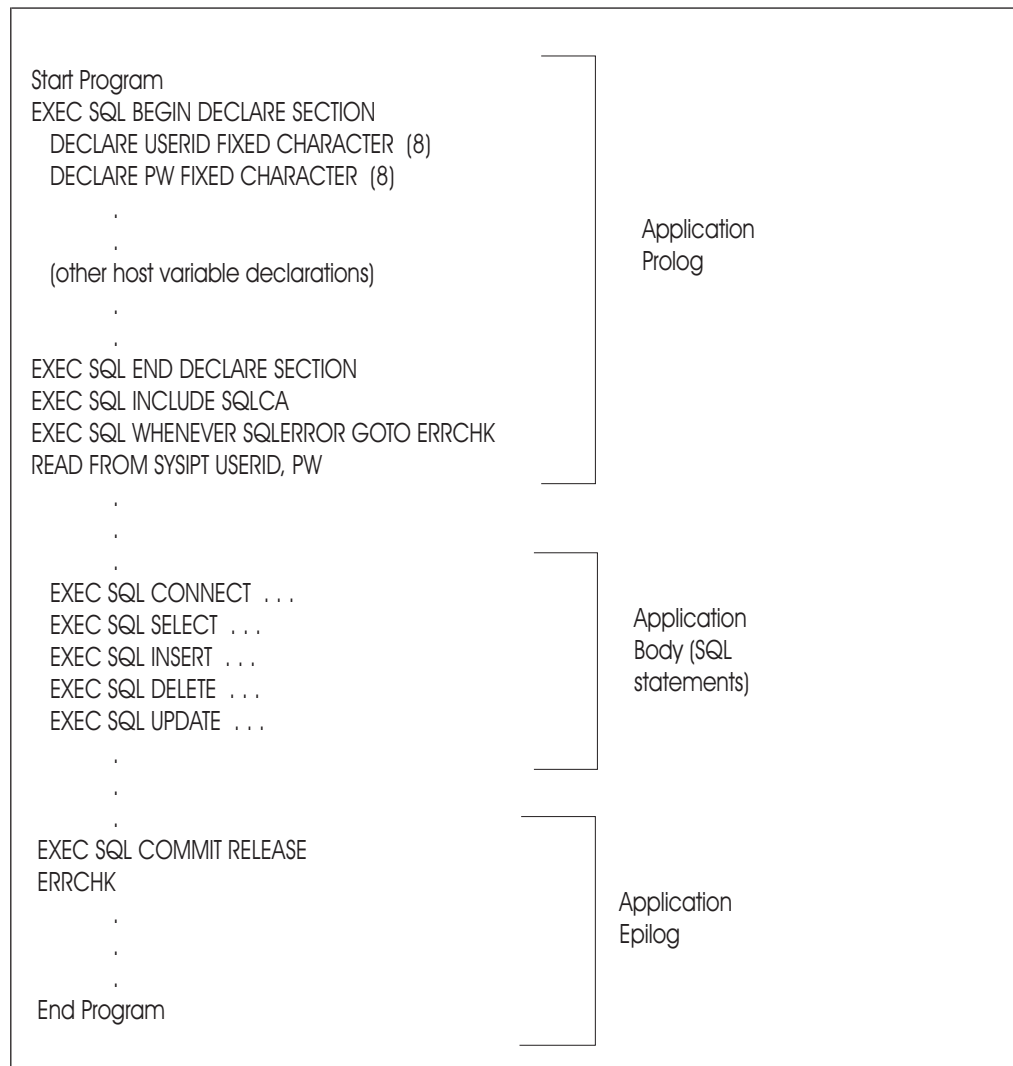 Start Program
EXEC SQL BEGIN DECLARE SECTION
DECLARE USERID FIXED CHARACTER (8)
DECLARE PW FIXED CHARACTER (8)
.
.
(other host variable declarations)
.
.
EXEC SQL END DECLARE SECTION
EXEC SQL INCLUDE SQLCA
EXEC SQL WHENEVER SQLERROR GOTO ERRCHK
READ FROM SYSIPT USERID, PW
Application
Prolog
.
.
.
EXEC SQL CONNECT . . .
EXEC SQL SELECT . . .
EXEC SQL INSERT . . .
EXEC SQL DELETE . . .
EXEC SQL UPDATE . . .
Application
Body (SQL
statements)
.
.
.
EXEC SQL COMMIT RELEASE
ERRCHK
.
.
.
End Program
Application
Epilog